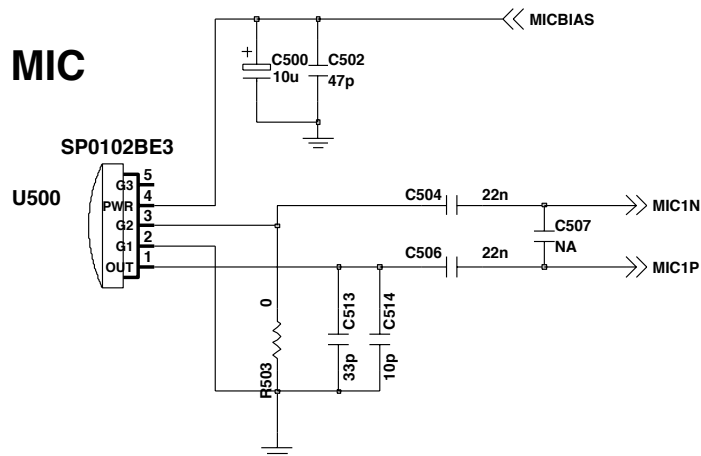 MICBIAS
MIC
C500
10u
C502
47p
+
SP0102BE3
U500
G3 5
PWR 4
G2 3
G1 2
OUT 1
C504 22n
MIC1N
C507
NA
C506 22n
MIC1P
0
R503
C513
33p
C514
10p